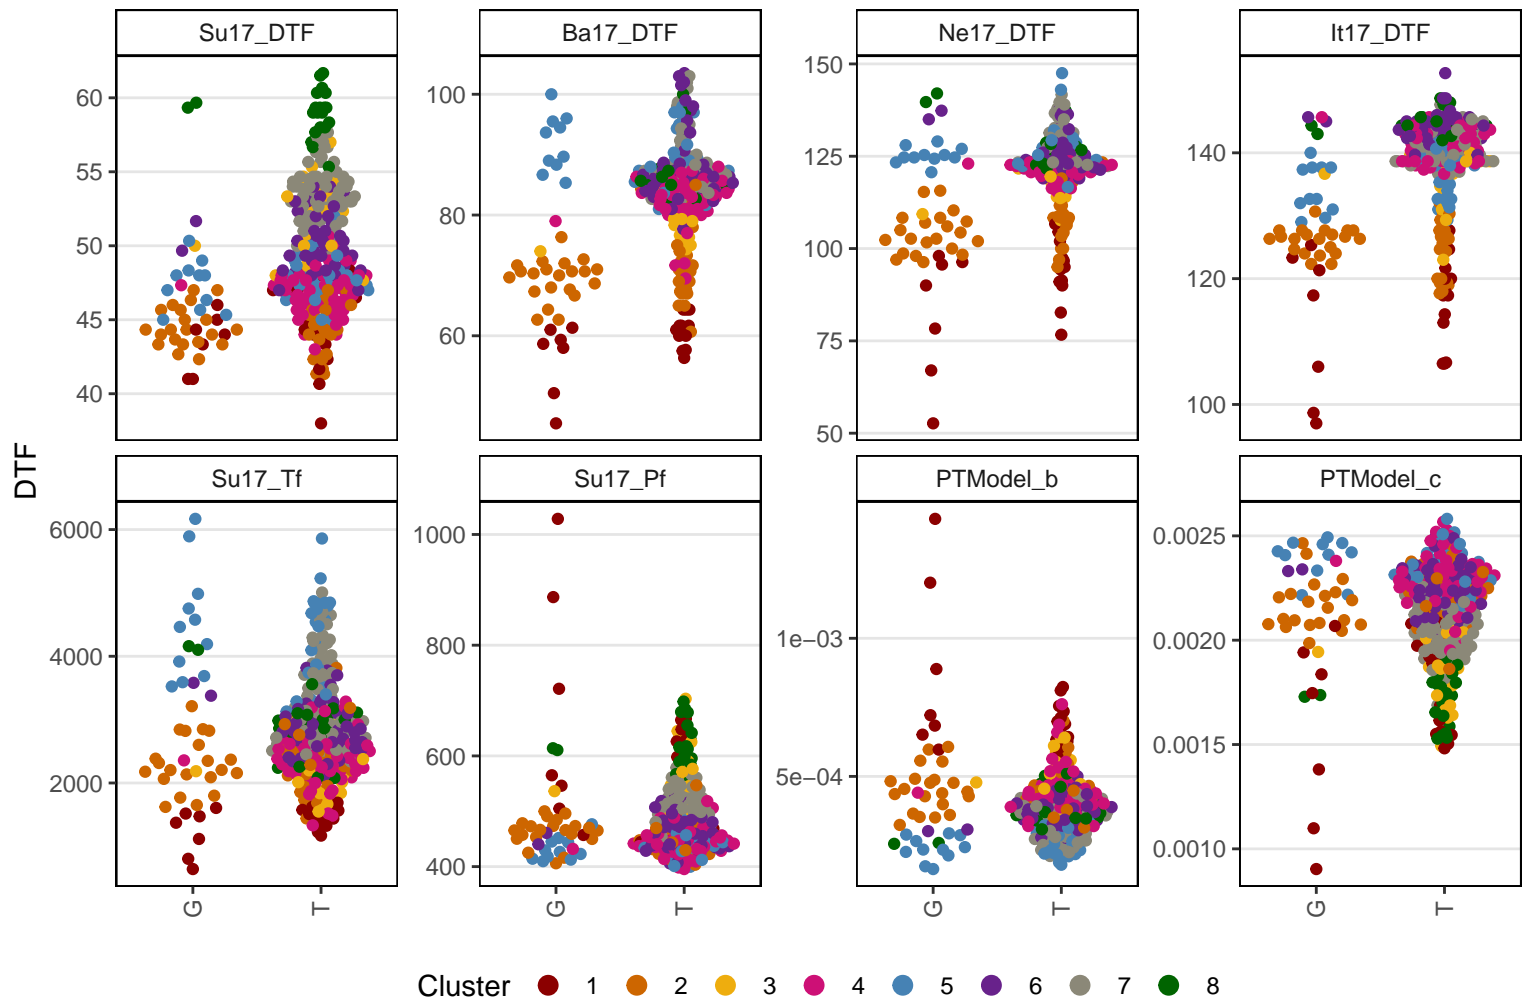 Su17_DTF
Ba17_DTF
Ne17_DTF
It17_DTF
60
55
50
45
40
100
80
60
150
125
100
75
50
140
120
100
DTF
Su17_Tf
Su17_Pf
PTModel_b
PTModel_c
6000
4000
2000
1000
800
600
400
1e−03
5e−04
0.0025
0.0020
0.0015
0.0010
G
T
G
T
G
T
G
T
Cluster 1 2 3 4 5 6 7 8